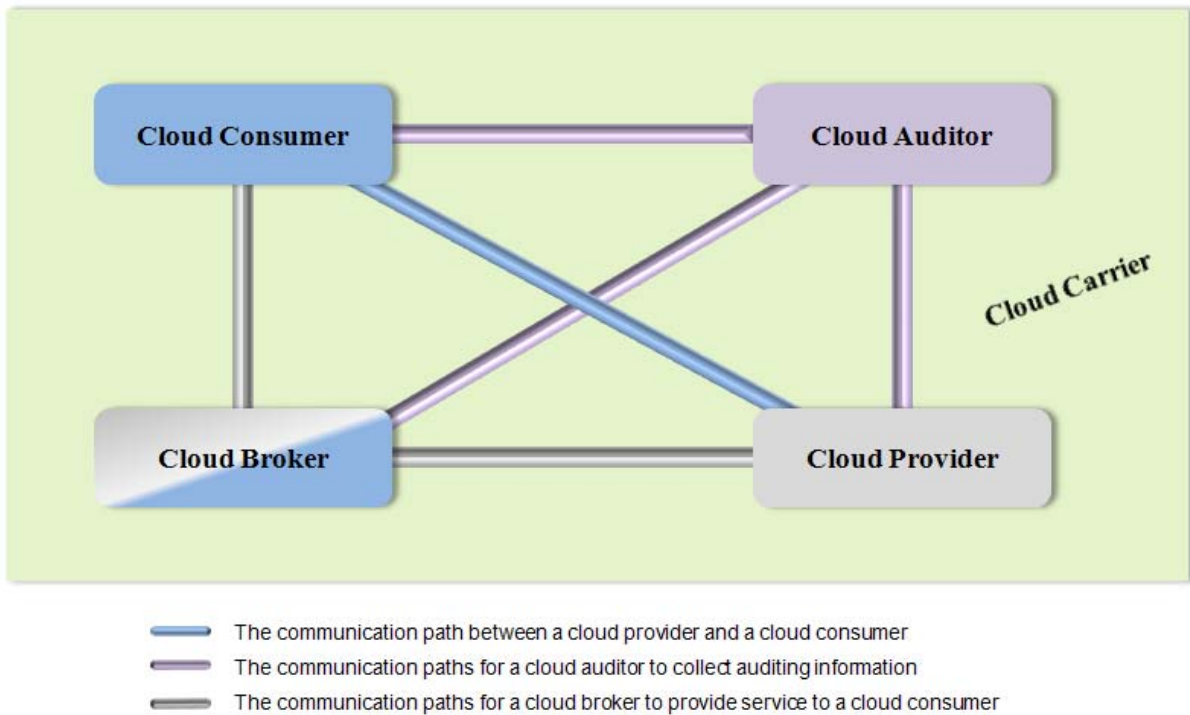 Cloud Consumer
Cloud Auditor
Cloud Carrier
Cloud Broker
Cloud Provider
The communication path between a cloud provider and a cloud consumer
The communication paths for a cloud auditor to collect auditing information
The communication paths for a cloud broker to provide service to a cloud consumer